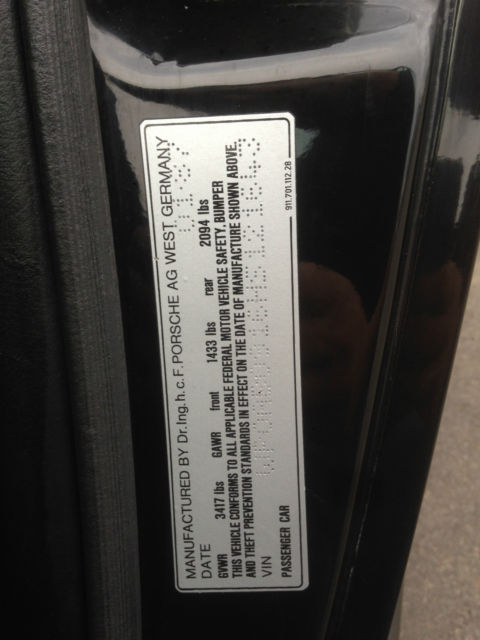 MANUFACTURED BY Dr.Ing.h.c.F.PORSCHE AG WEST GERMANY
DATE
GVWR 3417 lbs GAWR front 1433 lbs rear 2094 lbs
THIS VEHICLE CONFORMS TO ALL APPLICABLE FEDERAL MOTOR VEHICLE SAFETY, BUMPER
AND THEFT PREVENTION STANDARDS IN EFFECT ON THE DATE OF MANUFACTURE SHOWN ABOVE.
VIN
PASSENGER CAR 911.701.112.28